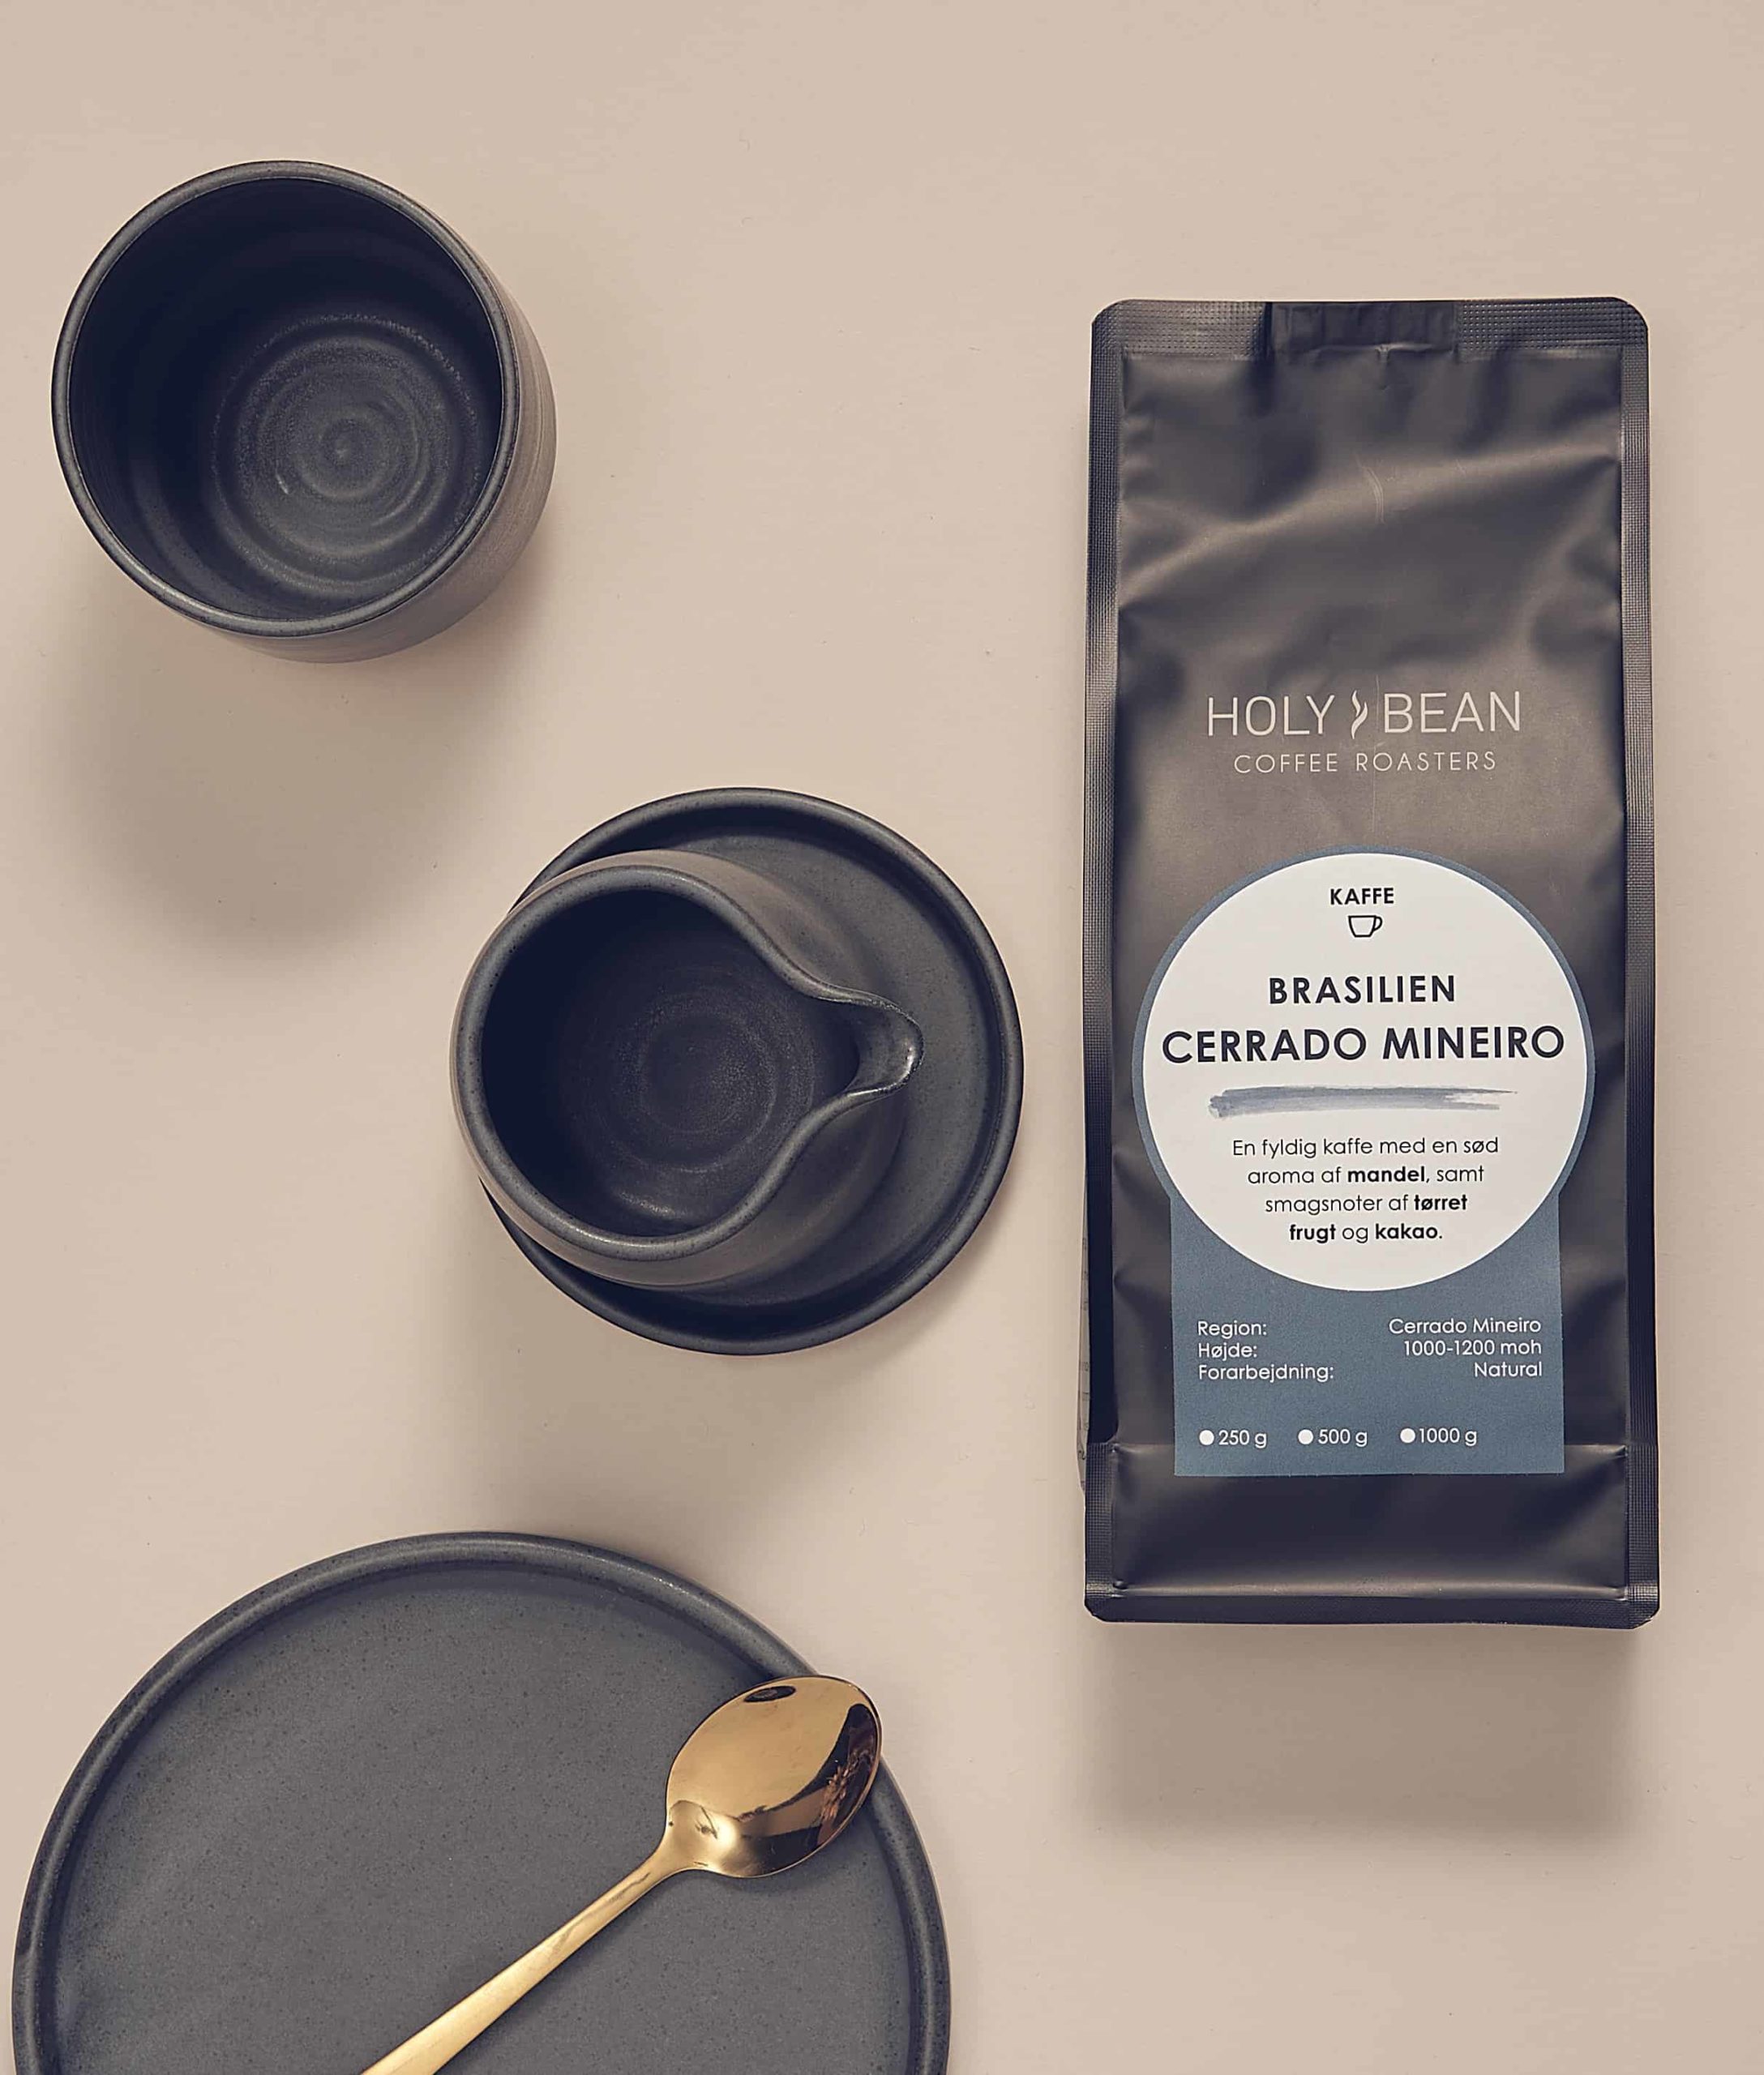 HOLY BEAN
COFFEE ROASTERS
KAFFE
BRASILIEN
CERRADO MINEIRO
En fyldig kaffe med en sød
aroma af mandel, samt
smagsnoter af tørret
frugt og kakao.
Region: Cerrado Mineiro
Højde: 1000-1200 moh
Forarbejdning: Natural
250 g 500 g 1000 g